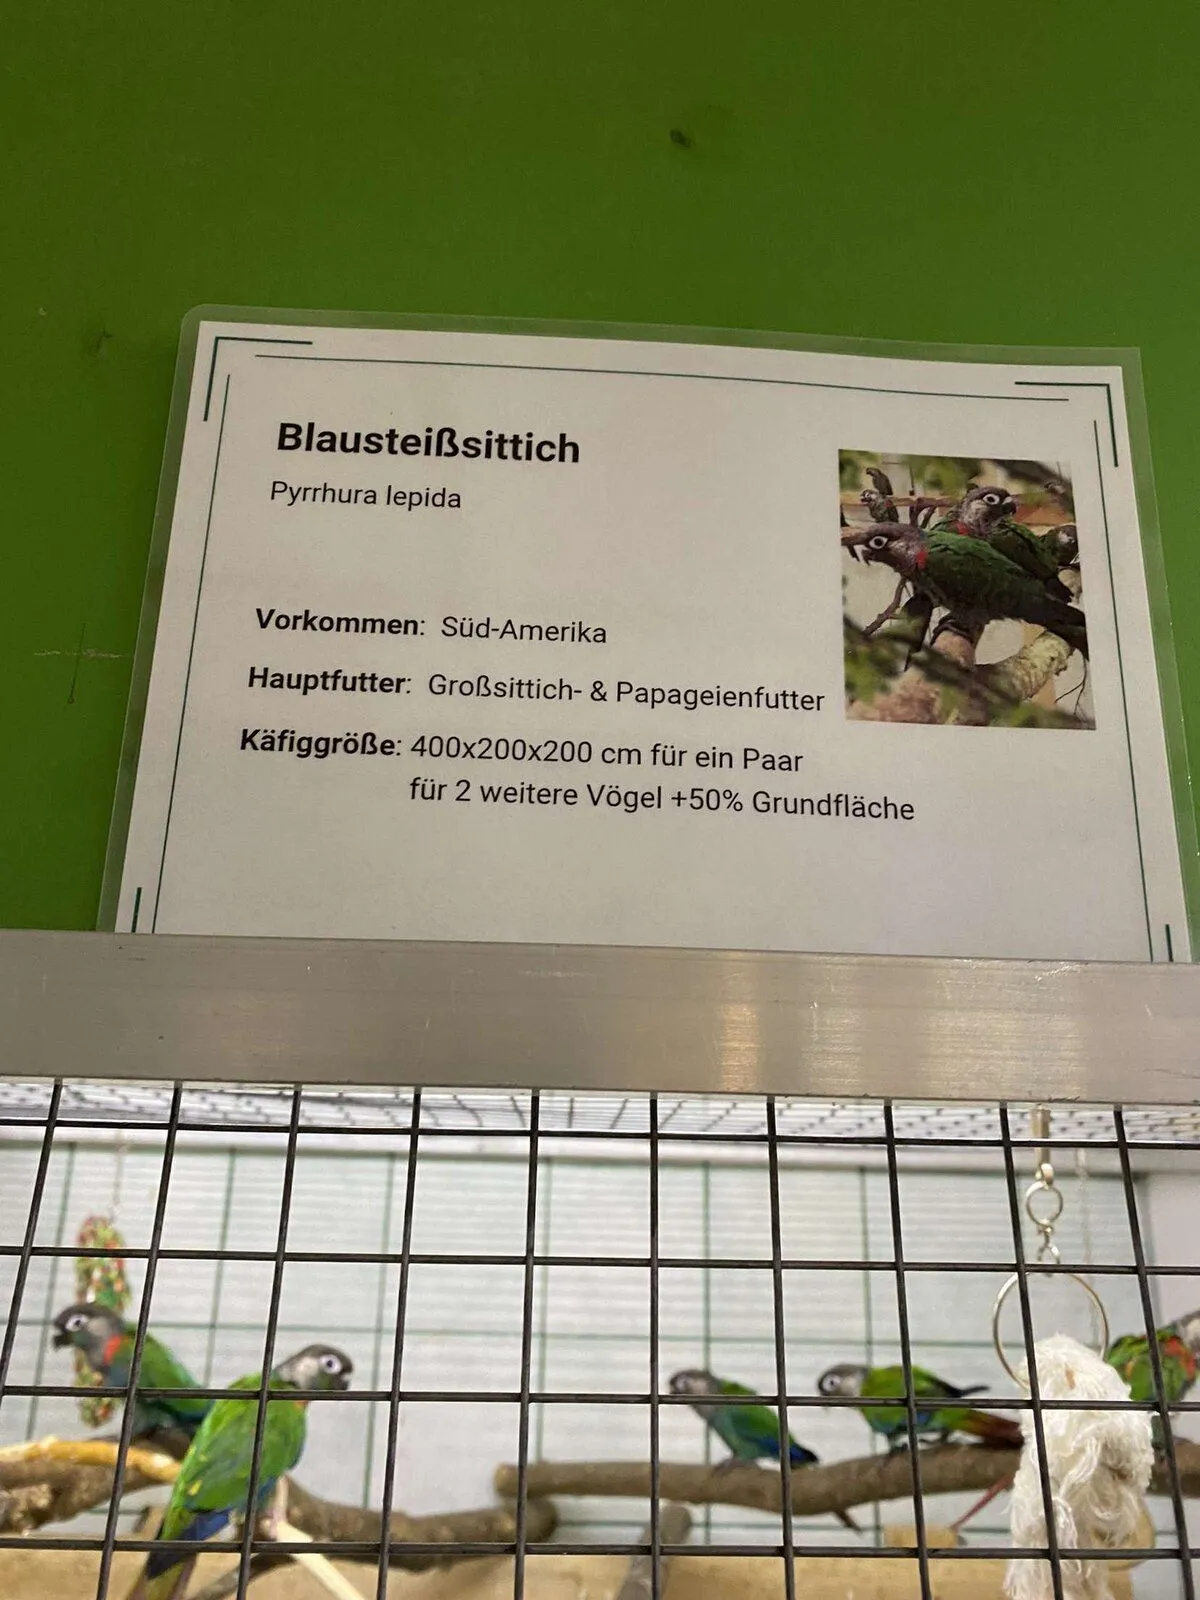 Blausteißsittich
Pyrrhura lepida
Vorkommen: Süd-Amerika
Hauptfutter: Großsittich- & Papageienfutter
Käfiggröße: 400x200x200 cm für ein Paar
für 2 weitere Vögel +50% Grundfläche